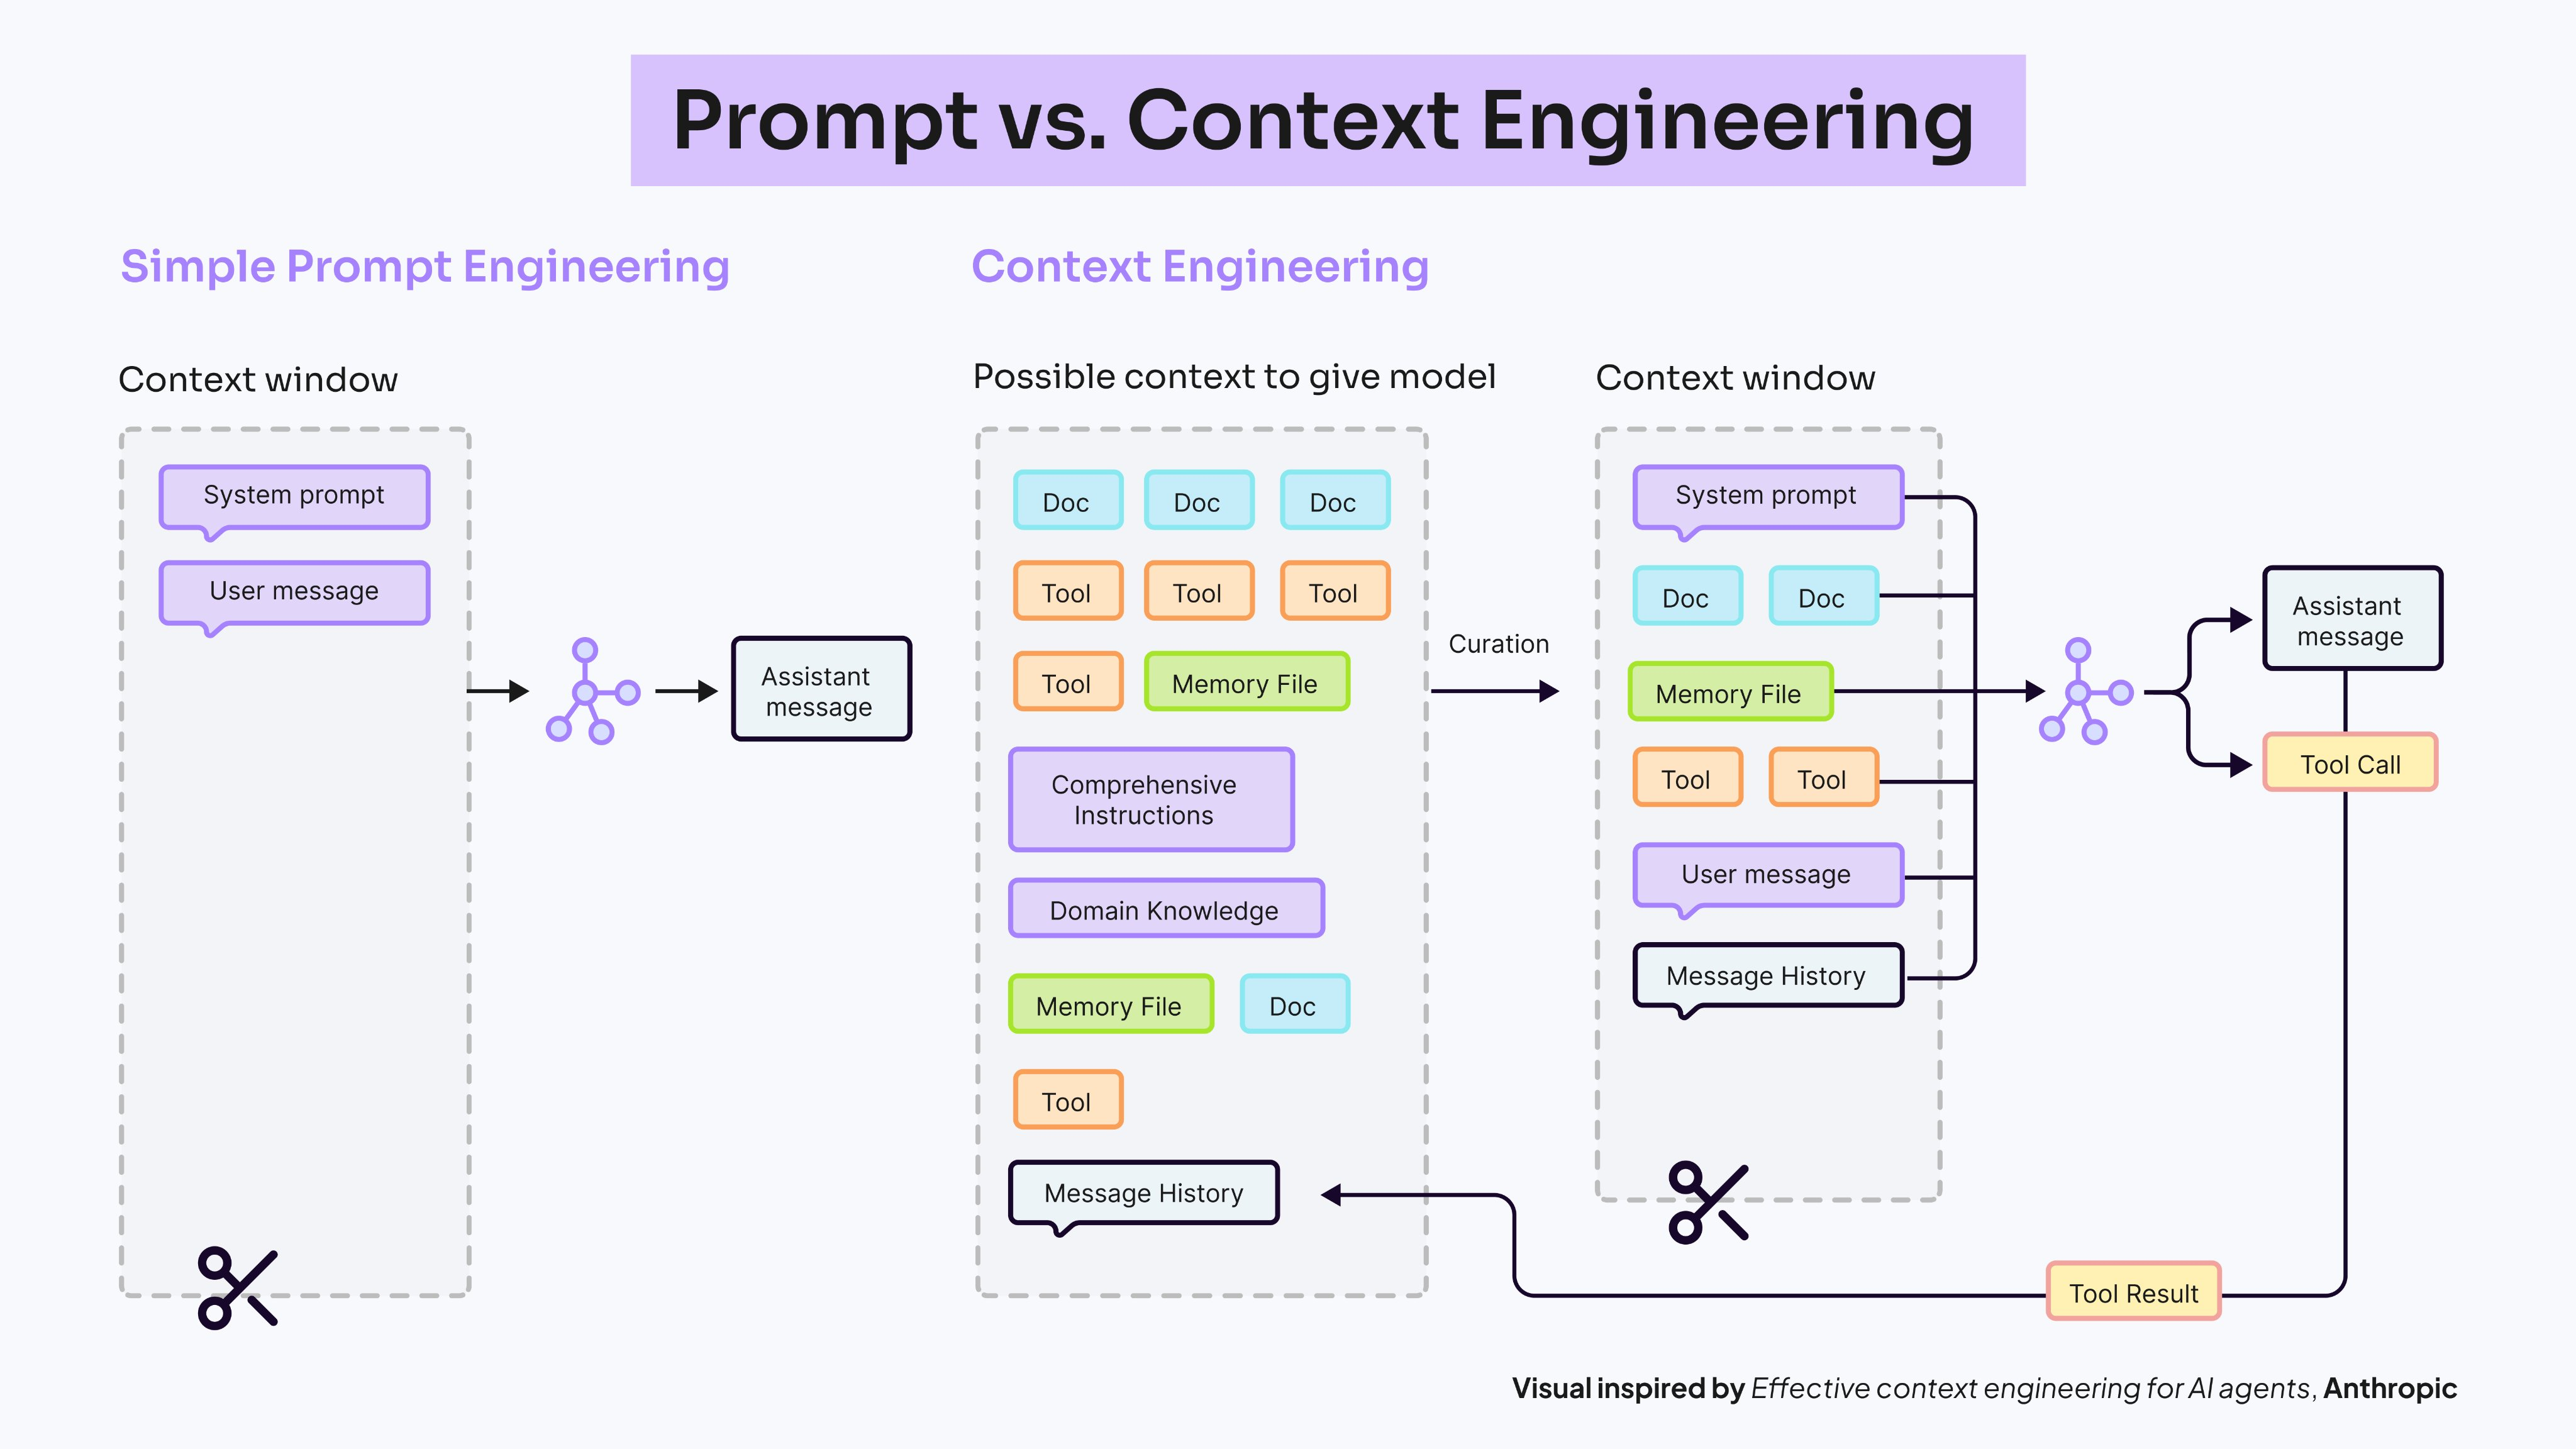 Prompt vs. Context Engineering
Simple Prompt Engineering
Context window
System prompt
User message
Assistant
message
Context Engineering
Possible context to give model
Doc
Doc
Doc
Tool
Tool
Tool
Tool
Memory File
Comprehensive
Instructions
Domain Knowledge
Memory File
Doc
Tool
Message History
Curation
Context window
System prompt
Doc
Doc
Memory File
Tool
Tool
User message
Message History
Assistant
message
Tool Call
Tool Result
Visual inspired by Effective context engineering for AI agents, Anthropic